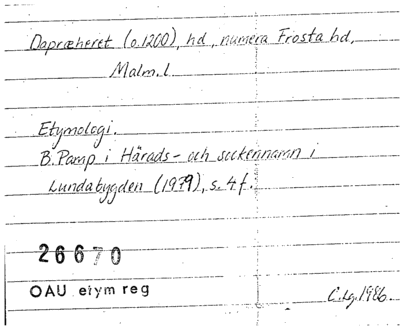 Dapræheret (o.1200), hd, numera Frosta hd,
Malm.l
Etymologi.
B. Pamp i Härads- och sockennamn i
Lundabygden (1979), s. 4 f.
26670
OAU etym reg
C.Lg. 1986